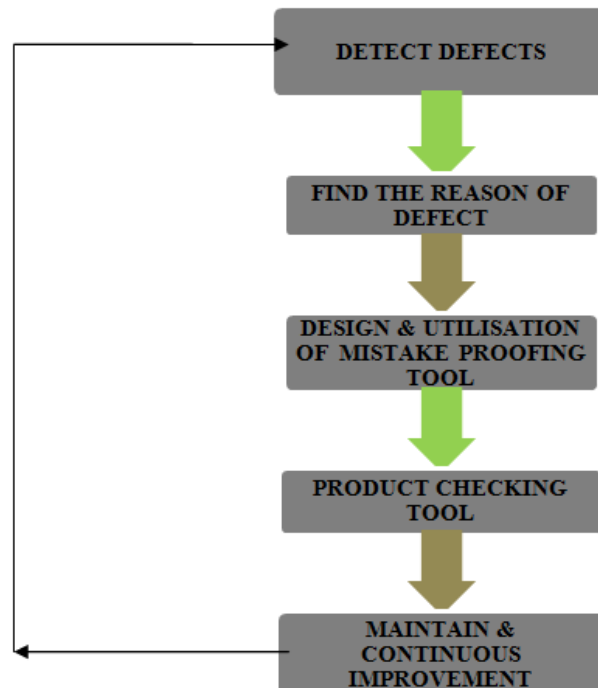 DETECT DEFECTS
FIND THE REASON OF
DEFECT
DESIGN & UTILISATION
OF MISTAKE PROOFING
TOOL
PRODUCT CHECKING
TOOL
MAINTAIN &
CONTINUOUS
IMPROVEMENT